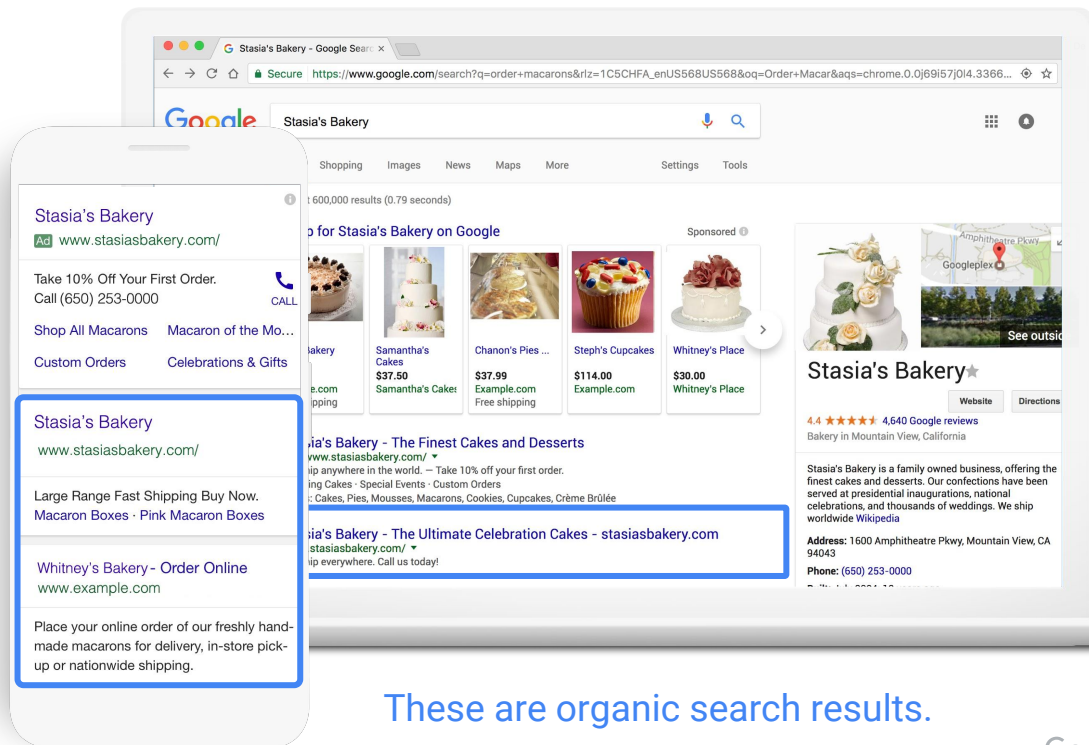 Stasia's Bakery - Google Searc
Secure https://www.google.com/search?q=order+macarons&rlz=1C5CHFA_enUS568US568&oq=Order+Macar&aqs=chrome.0.0j69i57j0l4.3366...
Google
Stasia's Bakery
Shopping Images News Maps More Settings Tools
600,000 results (0.79 seconds)
for Stasia's Bakery on Google
Sponsored
Samantha's Cakes
$37.50
Samantha's Cakes
Chanon's Pies ...
$37.99
Example.com
Free shipping
Steph's Cupcakes
$114.00
Example.com
Whitney's Place
$30.00
Whitney's Place
Bakery - The Finest Cakes and Desserts
anywhere in the world. — Take 10% off your first order.
Cakes · Special Events · Custom Orders
Cakes, Pies, Mousses, Macarons, Cookies, Cupcakes, Crème Brûlée
Bakery - The Ultimate Celebration Cakes - stasiasbakery.com
stasiasbakery.com/
everywhere. Call us today!
Amphitheatre Pkwy
Googleplex
See outsid
Stasia's Bakery
Website Directions
4.4 4,640 Google reviews
Bakery in Mountain View, California
Stasia's Bakery is a family owned business, offering the
finest cakes and desserts. Our confections have been
served at presidential inaugurations, national
celebrations, and thousands of weddings. We ship
worldwide Wikipedia
Address: 1600 Amphitheatre Pkwy, Mountain View, CA
94043
Phone: (650) 253-0000
Stasia's Bakery
Ad www.stasiasbakery.com/
Take 10% Off Your First Order.
Call (650) 253-0000
CALL
Shop All Macarons Macaron of the Mo...
Custom Orders Celebrations & Gifts
Stasia's Bakery
www.stasiasbakery.com/
Large Range Fast Shipping Buy Now.
Macaron Boxes · Pink Macaron Boxes
Whitney's Bakery - Order Online
www.example.com
Place your online order of our freshly hand-
made macarons for delivery, in-store pick-
up or nationwide shipping.
These are organic search results.